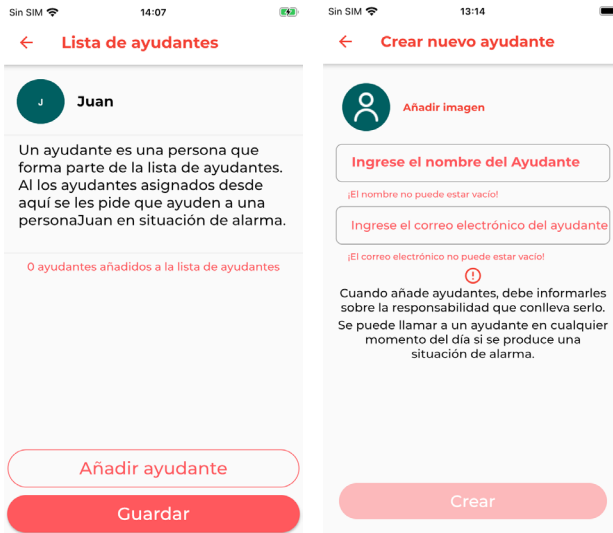 Sin SIM 14:07
← Lista de ayudantes
J Juan
Un ayudante es una persona que
forma parte de la lista de ayudantes.
Al los ayudantes asignados desde
aquí se les pide que ayuden a una
personaJuan en situación de alarma.
0 ayudantes añadidos a la lista de ayudantes
Añadir ayudante
Guardar
Sin SIM 13:14
← Crear nuevo ayudante
Añadir imagen
Ingrese el nombre del Ayudante
¡El nombre no puede estar vacío!
Ingrese el correo electrónico del ayudante
¡El correo electrónico no puede estar vacío!
Cuando añade ayudantes, debe informarles
sobre la responsabilidad que conlleva serlo.
Se puede llamar a un ayudante en cualquier
momento del día si se produce una
situación de alarma.
Crear